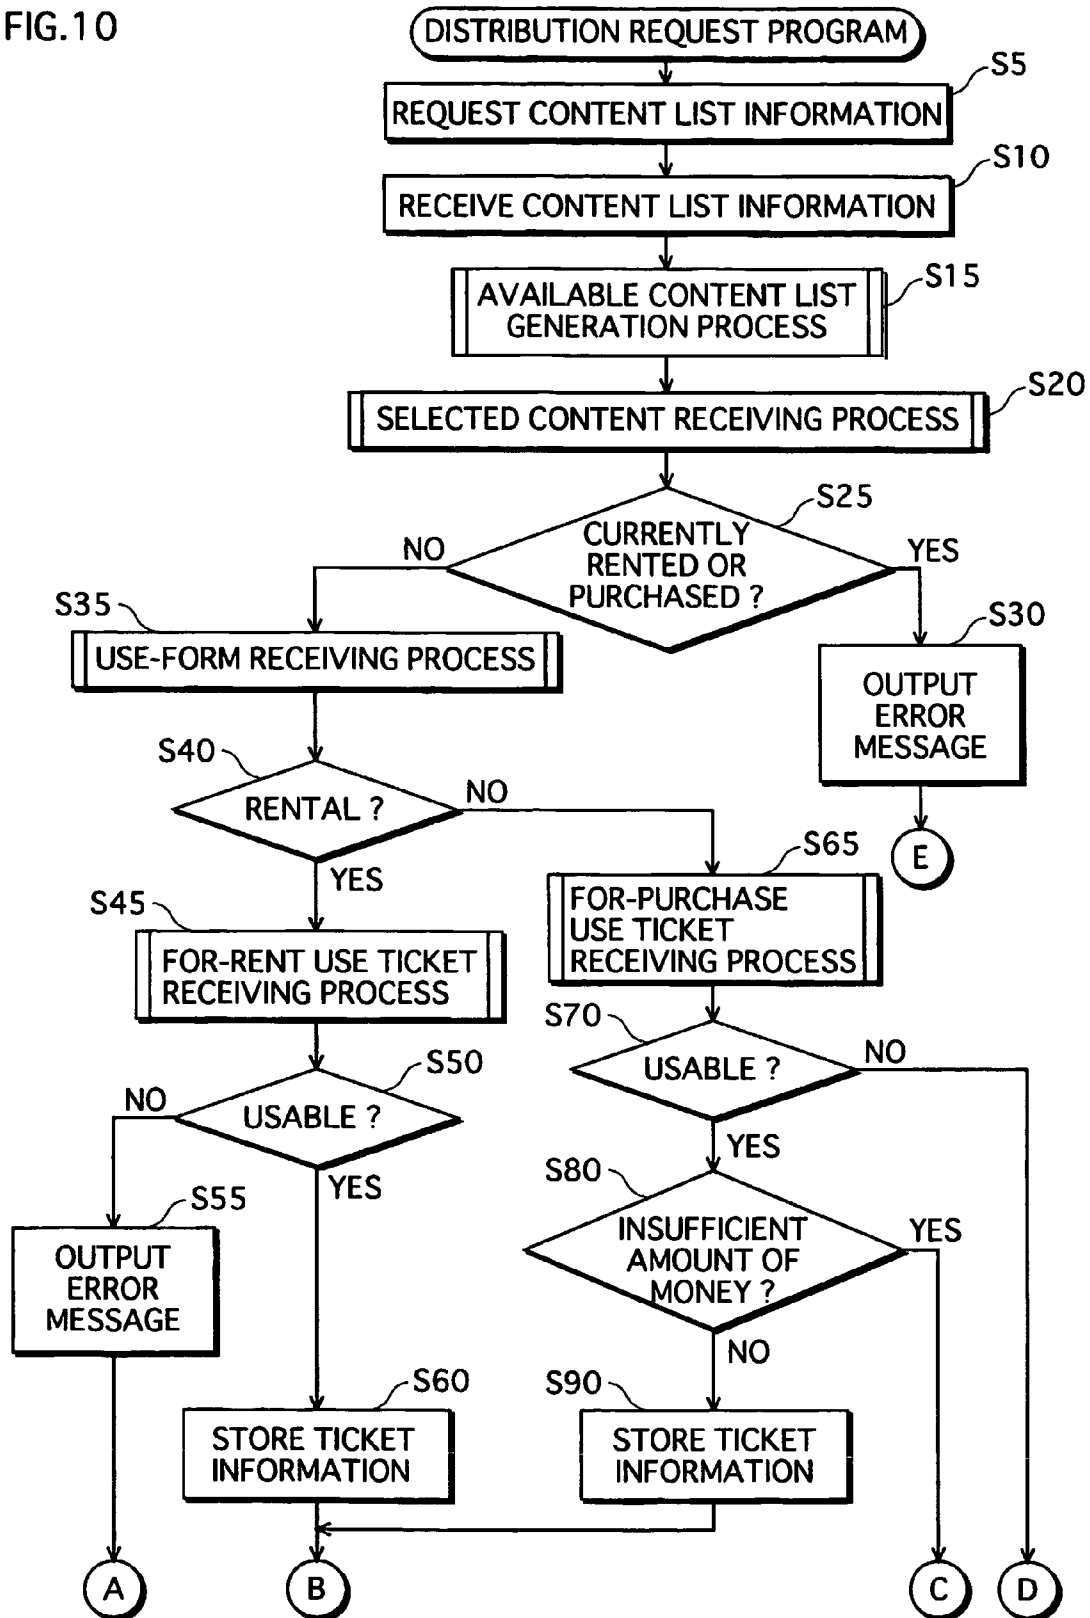 FIG.10
DISTRIBUTION REQUEST PROGRAM
S5
REQUEST CONTENT LIST INFORMATION
S10
RECEIVE CONTENT LIST INFORMATION
S15
AVAILABLE CONTENT LIST
GENERATION PROCESS
S20
SELECTED CONTENT RECEIVING PROCESS
S25
CURRENTLY
RENTED OR
PURCHASED ?
NO
YES
S35
USE-FORM RECEIVING PROCESS
S30
OUTPUT
ERROR
MESSAGE
E
S40
RENTAL ?
NO
YES
S45
FOR-RENT USE TICKET
RECEIVING PROCESS
S65
FOR-PURCHASE
USE TICKET
RECEIVING PROCESS
S50
USABLE ?
NO
YES
S70
USABLE ?
NO
YES
S55
OUTPUT
ERROR
MESSAGE
S80
INSUFFICIENT
AMOUNT OF
MONEY ?
YES
NO
S60
STORE TICKET
INFORMATION
S90
STORE TICKET
INFORMATION
A
B
C
D